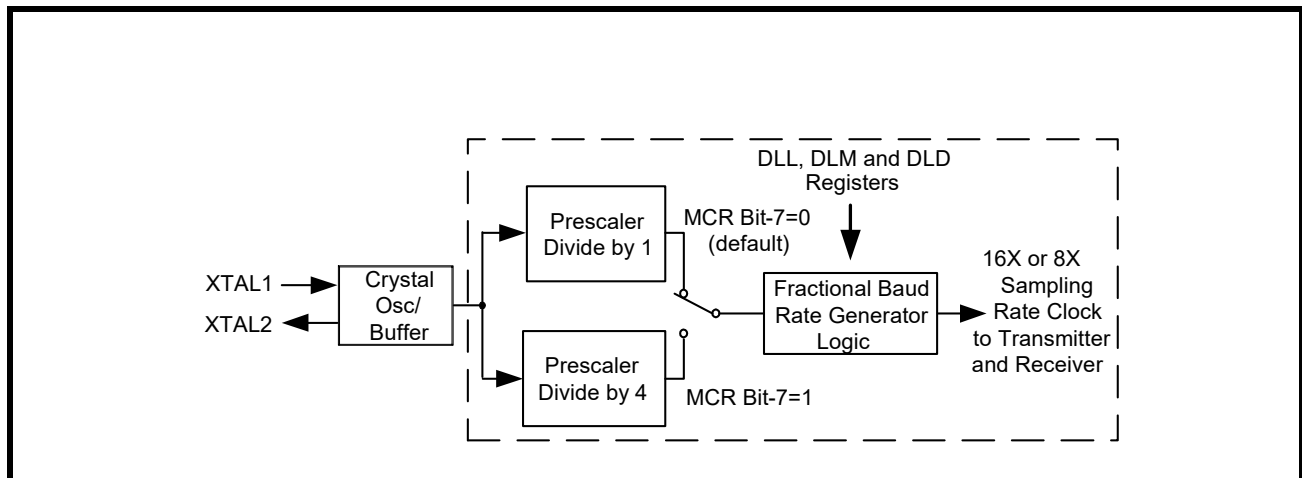 DLL, DLM and DLD
Registers
Prescaler
Divide by 1
MCR Bit-7=0
(default)
XTAL1
XTAL2
Crystal
Osc/
Buffer
Fractional Baud
Rate Generator
Logic
16X or 8X
Sampling
Rate Clock
to Transmitter
and Receiver
Prescaler
Divide by 4
MCR Bit-7=1